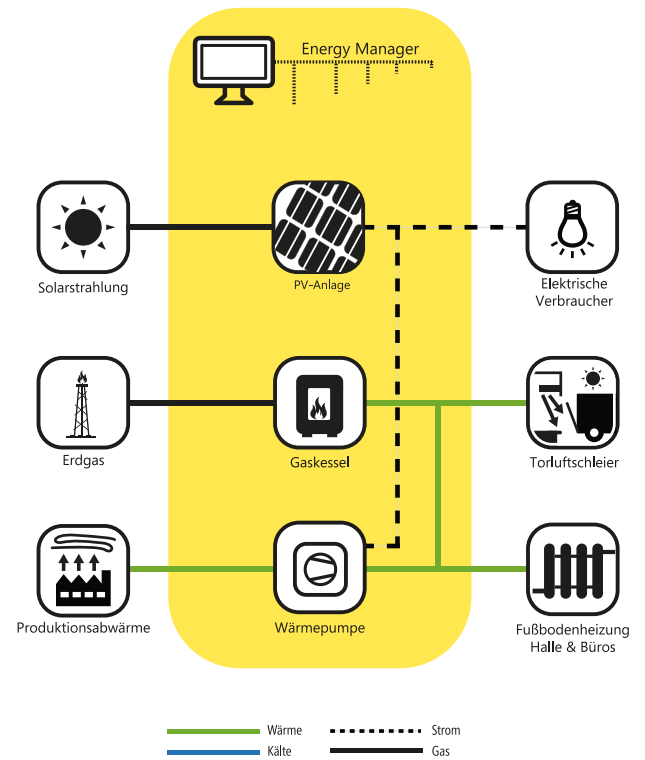 Energy Manager
Solarstrahlung
PV-Anlage
Elektrische
Verbraucher
Erdgas
Gaskessel
Torluftschleier
Produktionsabwärme
Wärmepumpe
Fußbodenheizung
Halle & Büros
Wärme
Strom
Kälte
Gas